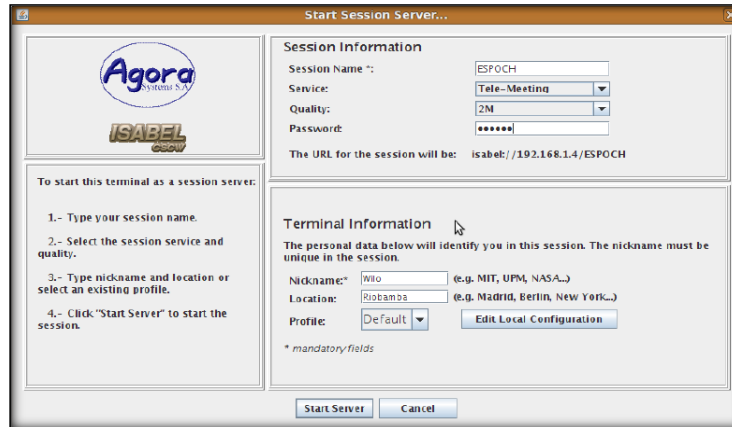 Start Session Server...
Agora
Systems S.A.
ISABEL
CSCW
To start this terminal as a session server:
1.- Type your session name.
2.- Select the session service and
quality.
3.- Type nickname and location or
select an existing profile.
4.- Click "Start Server" to start the
session.
Session Information
Session Name *: ESPOCH
Service: Tele-Meeting
Quality: 2M
Password: ••••••
The URL for the session will be: isabel://192.168.1.4/ESPOCH
Terminal Information
The personal data below will identify you in this session. The nickname must be
unique in the session.
Nickname:* Wilo (e.g. MIT, UPM, NASA...)
Location: Riobamba (e.g. Madrid, Berlin, New York...)
Profile: Default Edit Local Configuration
* mandatory fields
Start Server Cancel